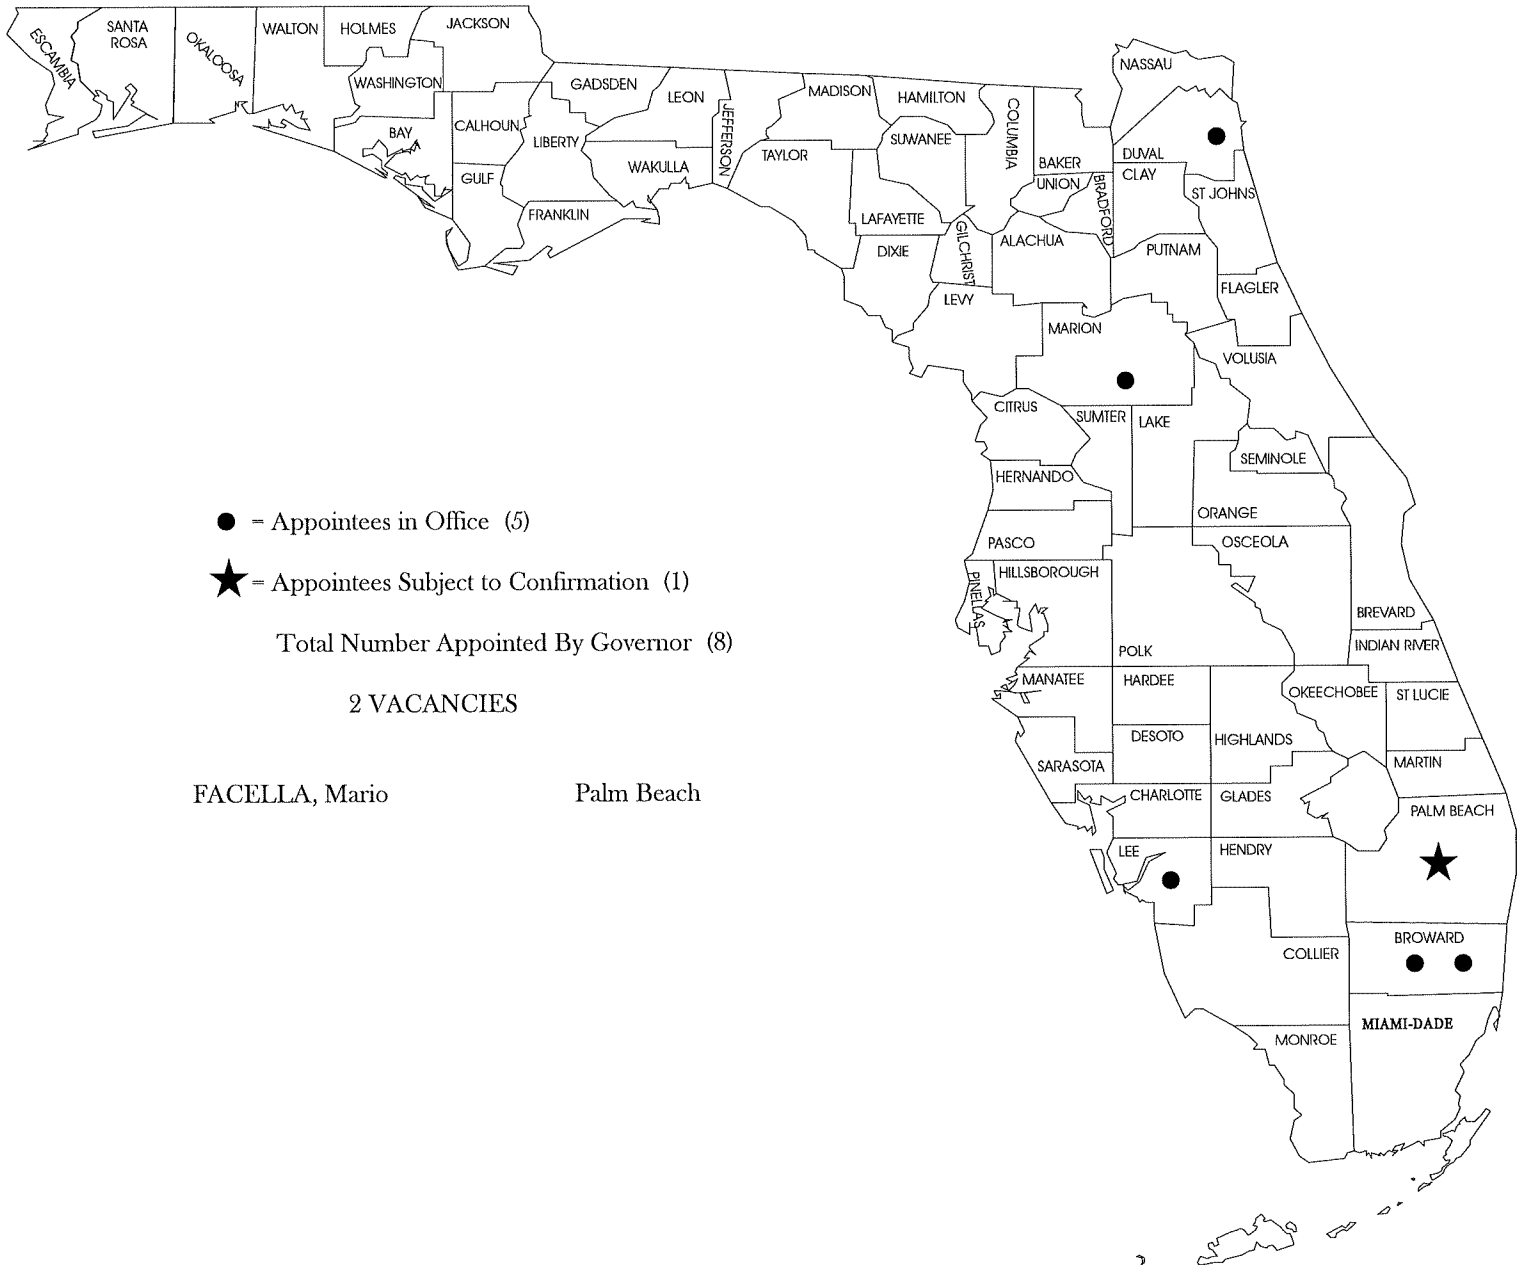 ESCAMBIA
SANTA
ROSA
OKALOOSA
WALTON
HOLMES
JACKSON
WASHINGTON
BAY
CALHOUN
GULF
LIBERTY
GADSDEN
FRANKLIN
LEON
WAKULLA
JEFFERSON
MADISON
TAYLOR
HAMILTON
SUWANEE
LAFAYETTE
DIXIE
COLUMBIA
GILCHRIST
BAKER
UNION
BRADFORD
ALACHUA
LEVY
NASSAU
DUVAL
CLAY
ST JOHNS
PUTNAM
FLAGLER
MARION
VOLUSIA
CITRUS
SUMTER
LAKE
HERNANDO
SEMINOLE
ORANGE
PASCO
OSCEOLA
PINELLAS
HILLSBOROUGH
POLK
BREVARD
INDIAN RIVER
MANATEE
HARDEE
OKEECHOBEE
ST LUCIE
DESOTO
HIGHLANDS
SARASOTA
MARTIN
CHARLOTTE
GLADES
PALM BEACH
LEE
HENDRY
BROWARD
COLLIER
MIAMI-DADE
MONROE
= Appointees in Office (5)
= Appointees Subject to Confirmation (1)
Total Number Appointed By Governor (8)
2 VACANCIES
FACELLA, Mario Palm Beach